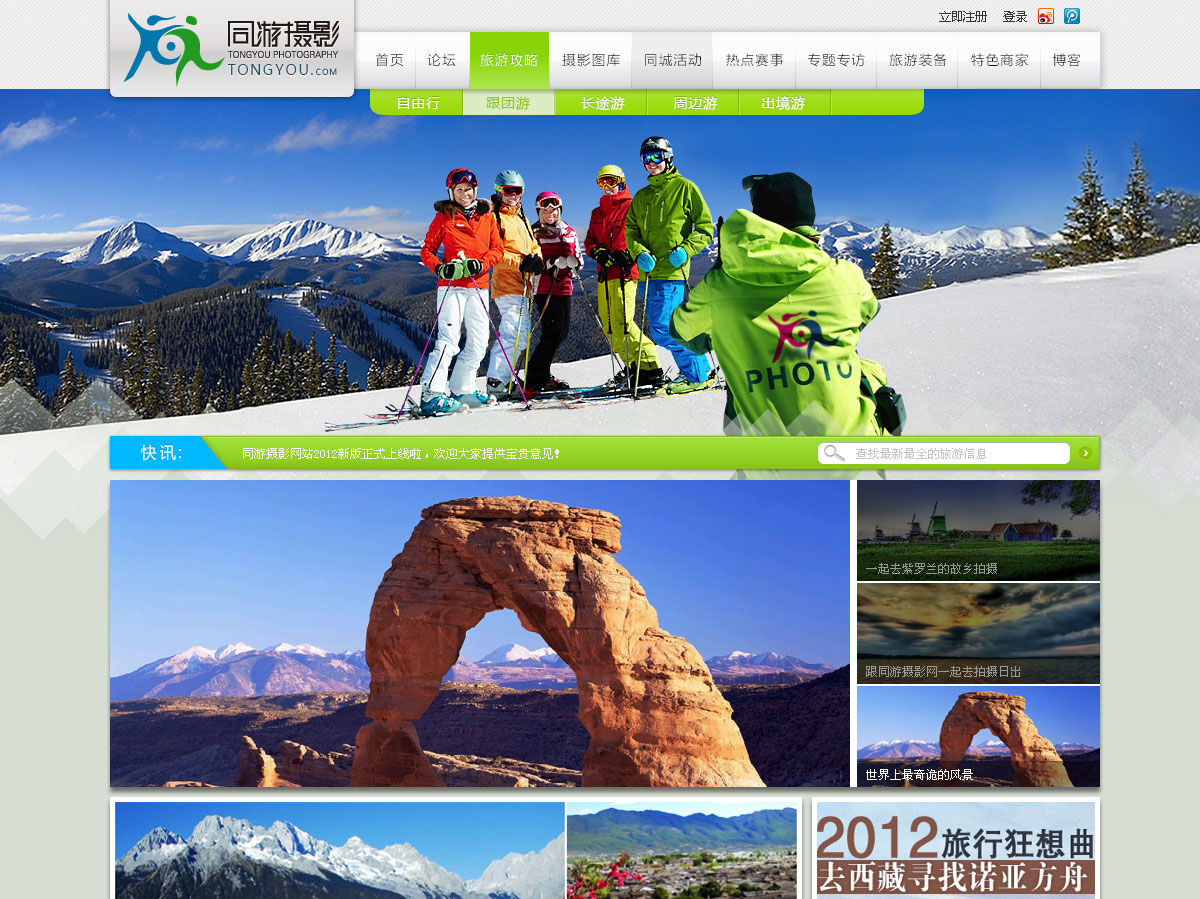 立即注册 登录
同游摄影
TONGYOU PHOTOGRAPHY
TONGYOU.COM
首页 论坛 旅游攻略 摄影图库 同城活动 热点赛事 专题专访 旅游装备 特色商家 博客
自由行 跟团游 长途游 周边游 出境游
PHOTO
快讯: 同游摄影网站2012新版正式上线啦，欢迎大家提供宝贵意见! 查找最新最全的旅游信息
一起去紫罗兰的故乡拍摄
跟同游摄影网一起去拍摄日出
世界上最奇诡的风景
2012旅行狂想曲
去西藏寻找诺亚方舟